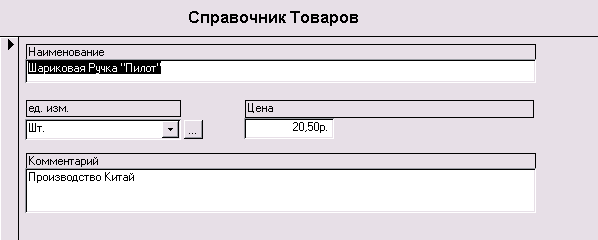 Справочник Товаров
Наименование
Шариковая Ручка "Пилот"
ед. изм. Цена
Шт. ... 20,50р.
Комментарий
Производство Китай